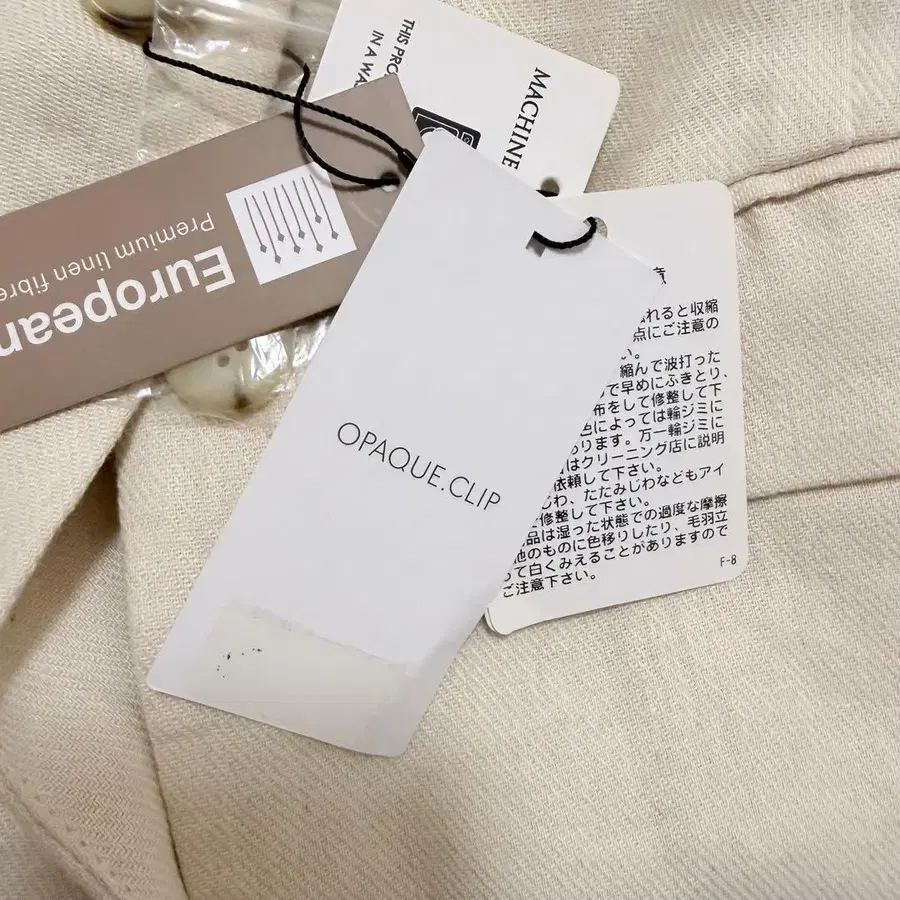 MACHINE
THIS PRO
IN A WA
European
Premium linen fibre
OPAQUE.CLIP
意
れると収縮
点にご注意の
い。
縮んで波打った
で早めにふきとり、
布をして修整して下
色によっては輪ジミに
あります。万一輪ジミに
はクリーニング店に説明
依頼して下さい。
じわ、たたみじわなどもアイ
で修整して下さい。
品は湿った状態での過度な摩擦
他のものに色移りしたり、毛羽立
って白くみえることがありますので
ご注意下さい。
F-8